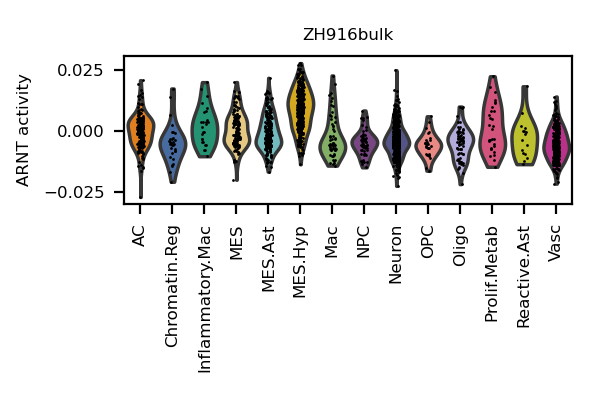 ZH916bulk
ARNT activity
0.025
0.000
−0.025
AC
Chromatin.Reg
Inflammatory.Mac
MES
MES.Ast
MES.Hyp
Mac
NPC
Neuron
OPC
Oligo
Prolif.Metab
Reactive.Ast
Vasc